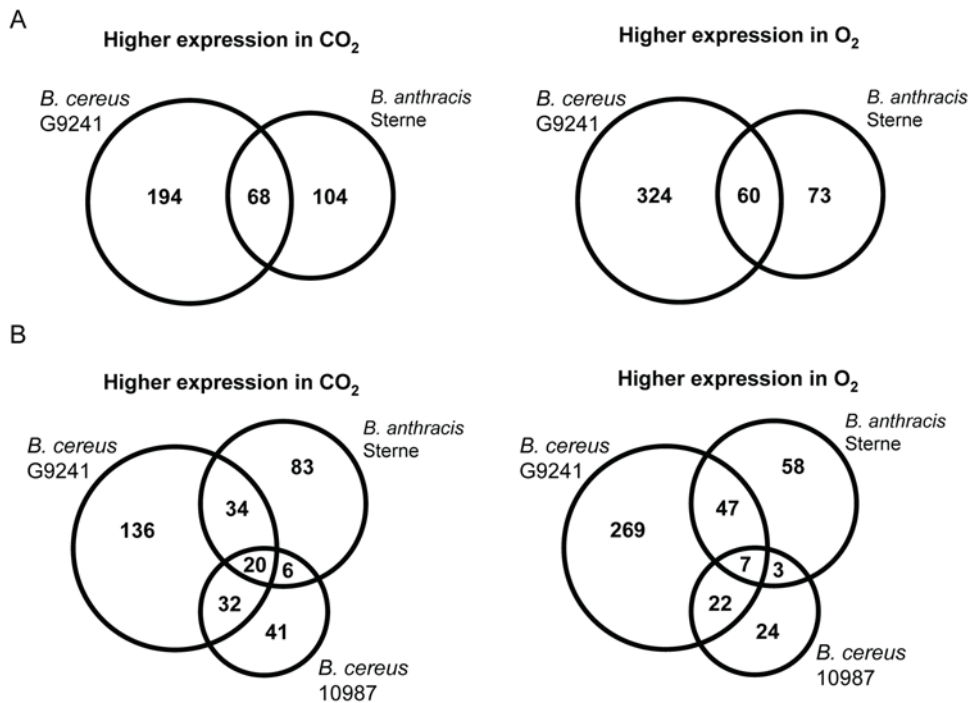 A
Higher expression in CO₂
Higher expression in O₂
B. cereus
G9241
B. anthracis
Sterne
B. cereus
G9241
B. anthracis
Sterne
194
68
104
324
60
73
B
Higher expression in CO₂
Higher expression in O₂
B. cereus
G9241
B. anthracis
Sterne
B. cereus
G9241
B. anthracis
Sterne
83
58
34
47
136
269
20
6
7
3
32
22
41
24
B. cereus
10987
B. cereus
10987